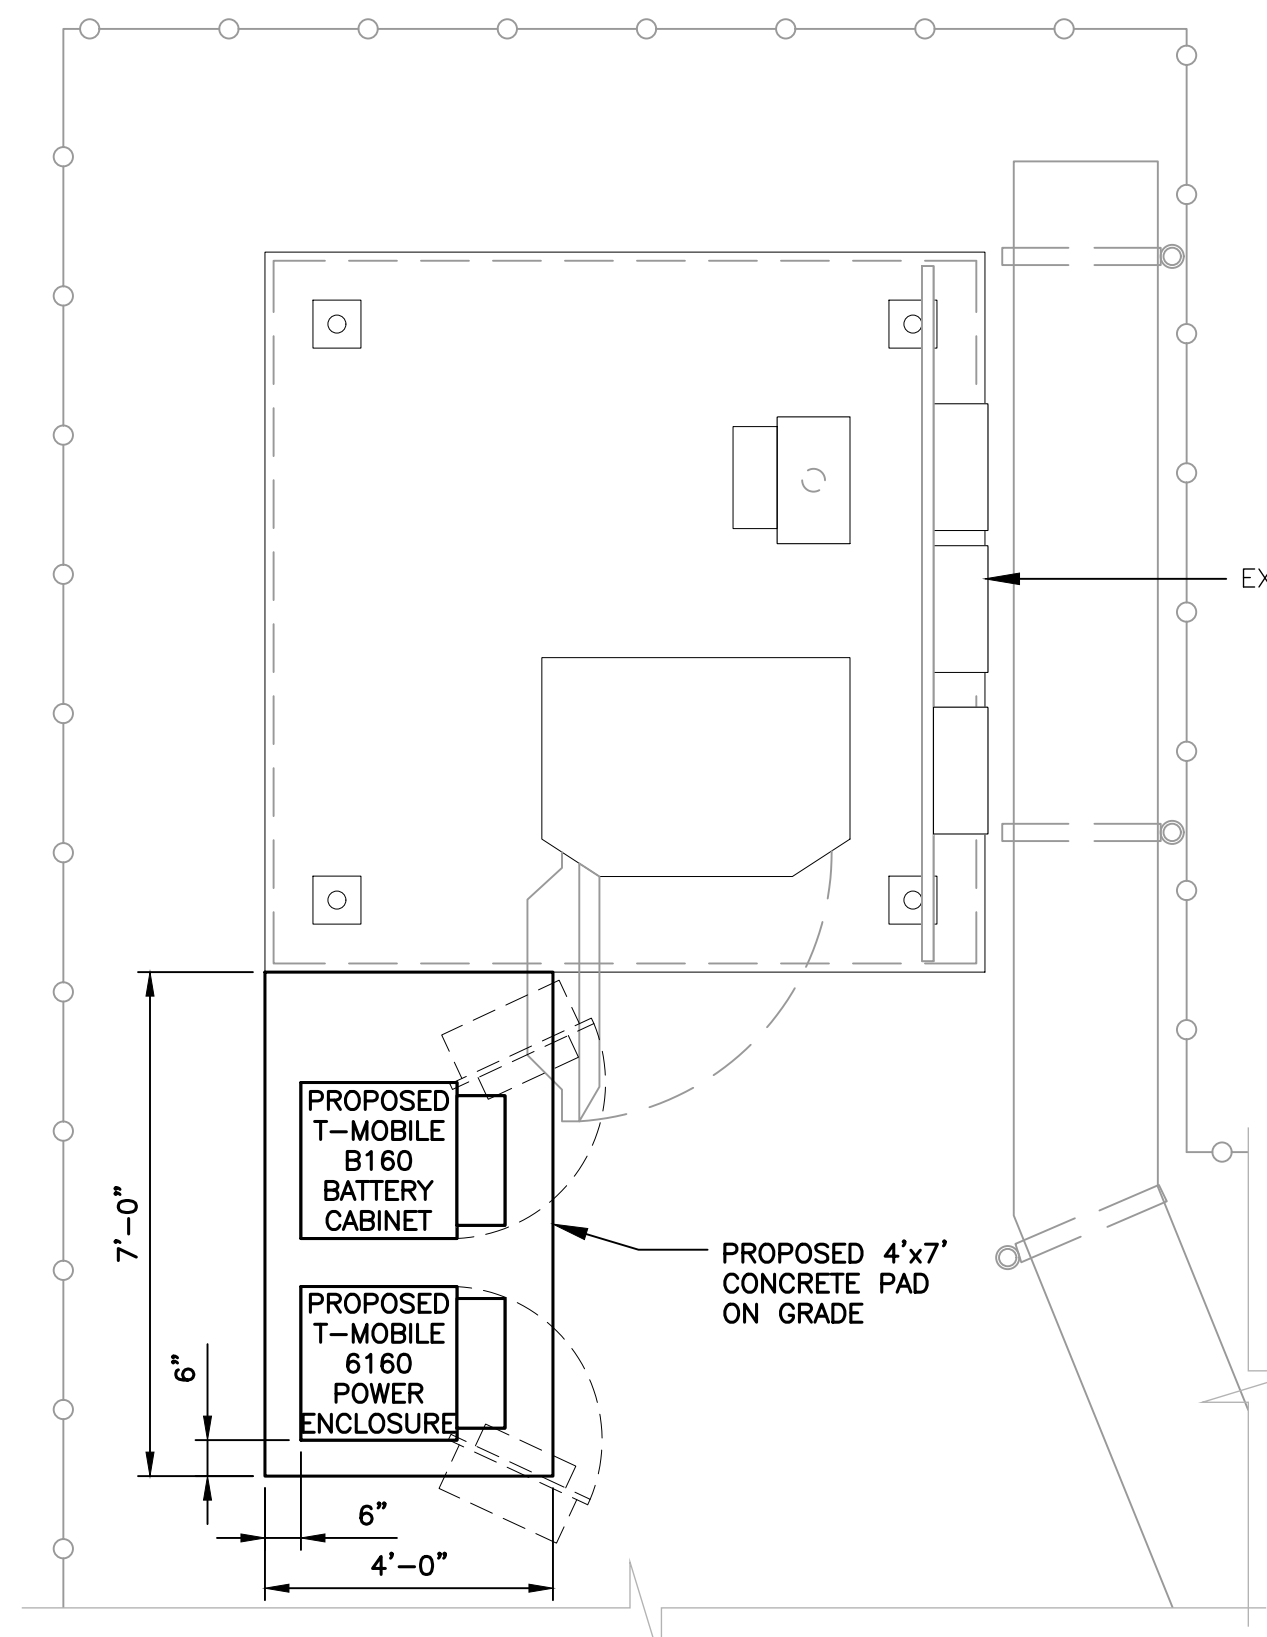 EX
PROPOSED
T-MOBILE
B160
BATTERY
CABINET
7'-0"
PROPOSED 4'x7'
CONCRETE PAD
ON GRADE
PROPOSED
T-MOBILE
6160
POWER
ENCLOSURE
6"
6"
4'-0"